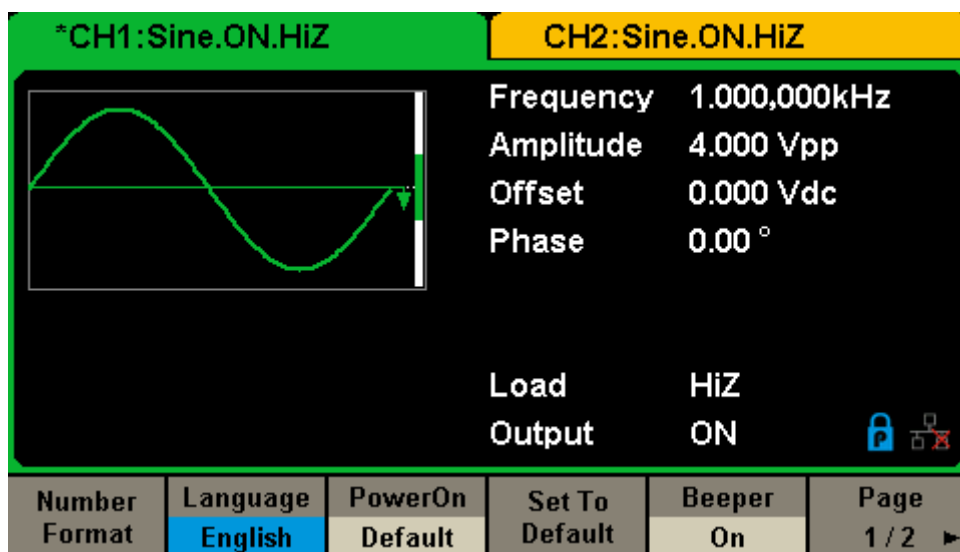 *CH1:Sine.ON.HiZ
CH2:Sine.ON.HiZ
Frequency 1.000,000kHz
Amplitude 4.000 Vpp
Offset 0.000 Vdc
Phase 0.00 °
Load HiZ
Output ON
P
Number Format
Language English
PowerOn Default
Set To Default
Beeper On
Page 1/2 ►